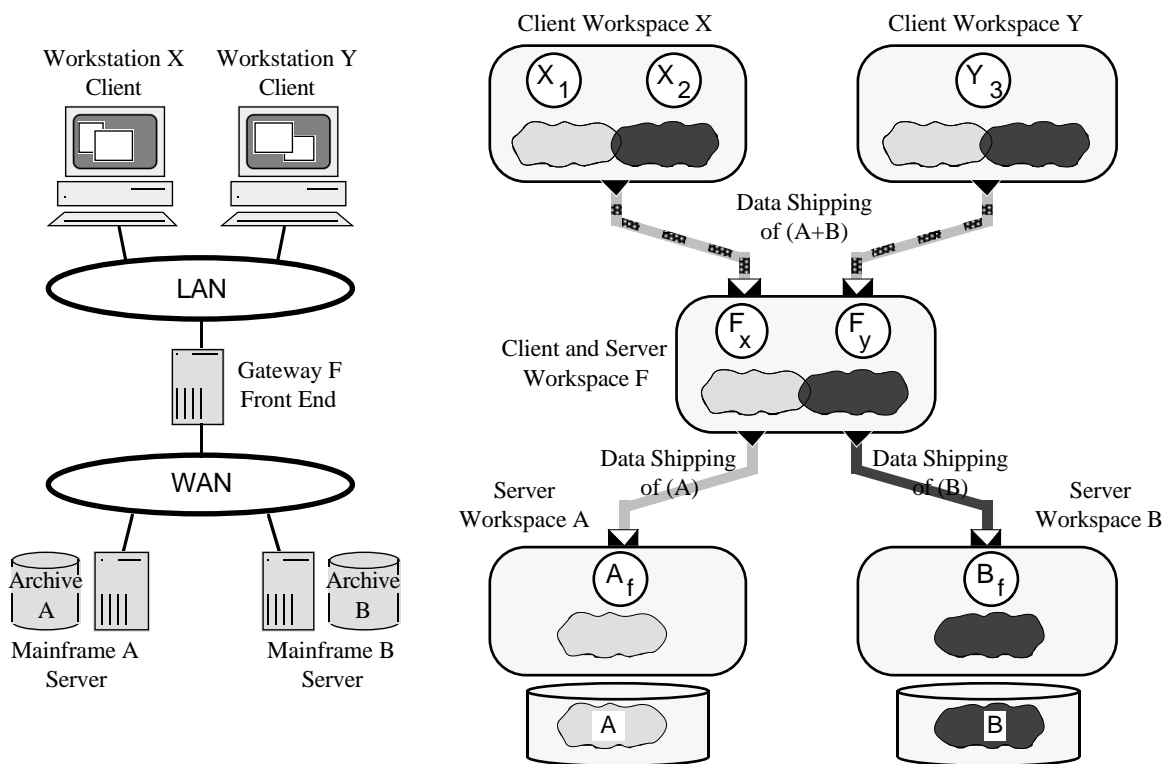 Workstation X
Client
Workstation Y
Client
LAN
Gateway F
Front End
WAN
Archive
A
Archive
B
Mainframe A
Server
Mainframe B
Server
Client Workspace X
Client Workspace Y
X1
X2
Y3
Data Shipping
of (A+B)
Fx
Fy
Client and Server
Workspace F
Data Shipping
of (A)
Data Shipping
of (B)
Server
Workspace A
Server
Workspace B
Af
Bf
A
B